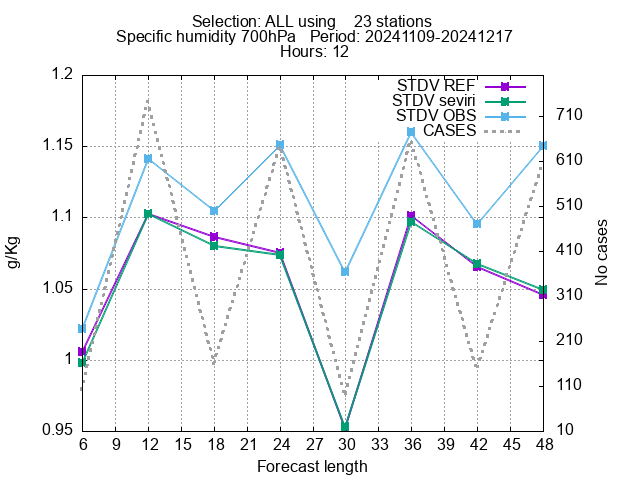 Selection: ALL using    23 stations
Specific humidity 700hPa   Period: 20241109-20241217
Hours: 12
STDV REF
STDV seviri
STDV OBS
CASES
1.2
1.15
1.1
1.05
1
0.95
g/Kg
710
610
510
410
310
210
110
10
No cases
6 9 12 15 18 21 24 27 30 33 36 39 42 45 48
Forecast length